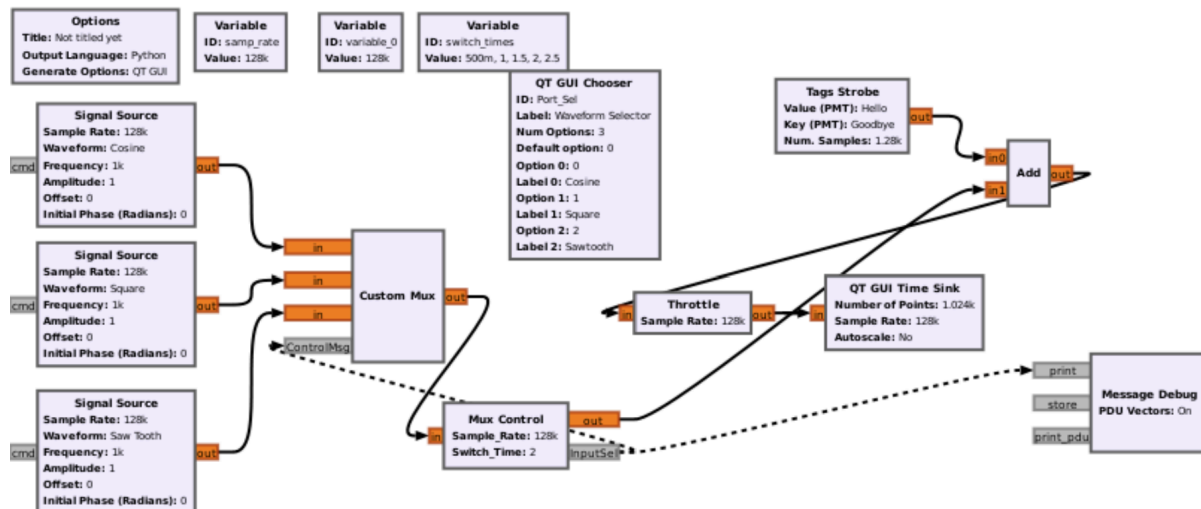 Options
Title: Not titled yet
Output Language: Python
Generate Options: QT GUI
Variable
ID: samp_rate
Value: 128k
Variable
ID: variable_0
Value: 128k
Variable
ID: switch_times
Value: 500m, 1, 1.5, 2, 2.5
QT GUI Chooser
ID: Port_Sel
Label: Waveform Selector
Num Options: 3
Default option: 0
Option 0: 0
Label 0: Cosine
Option 1: 1
Label 1: Square
Option 2: 2
Label 2: Sawtooth
Tags Strobe
Value (PMT): Hello
Key (PMT): Goodbye
Num. Samples: 1.28k
out
in0
in1
Add
out
Signal Source
Sample Rate: 128k
Waveform: Cosine
cmd
Frequency: 1k
out
Amplitude: 1
Offset: 0
Initial Phase (Radians): 0
Signal Source
Sample Rate: 128k
Waveform: Square
cmd
Frequency: 1k
out
Amplitude: 1
Offset: 0
Initial Phase (Radians): 0
Signal Source
Sample Rate: 128k
Waveform: Saw Tooth
cmd
Frequency: 1k
out
Amplitude: 1
Offset: 0
Initial Phase (Radians): 0
in
in
in
ControlMsg
Custom Mux
out
in
Mux Control
Sample_Rate: 128k
Switch_Time: 2
out
InputSel
in
Throttle
Sample Rate: 128k
out
in
QT GUI Time Sink
Number of Points: 1.024k
Sample Rate: 128k
Autoscale: No
print
store
print_pdu
Message Debug
PDU Vectors: On